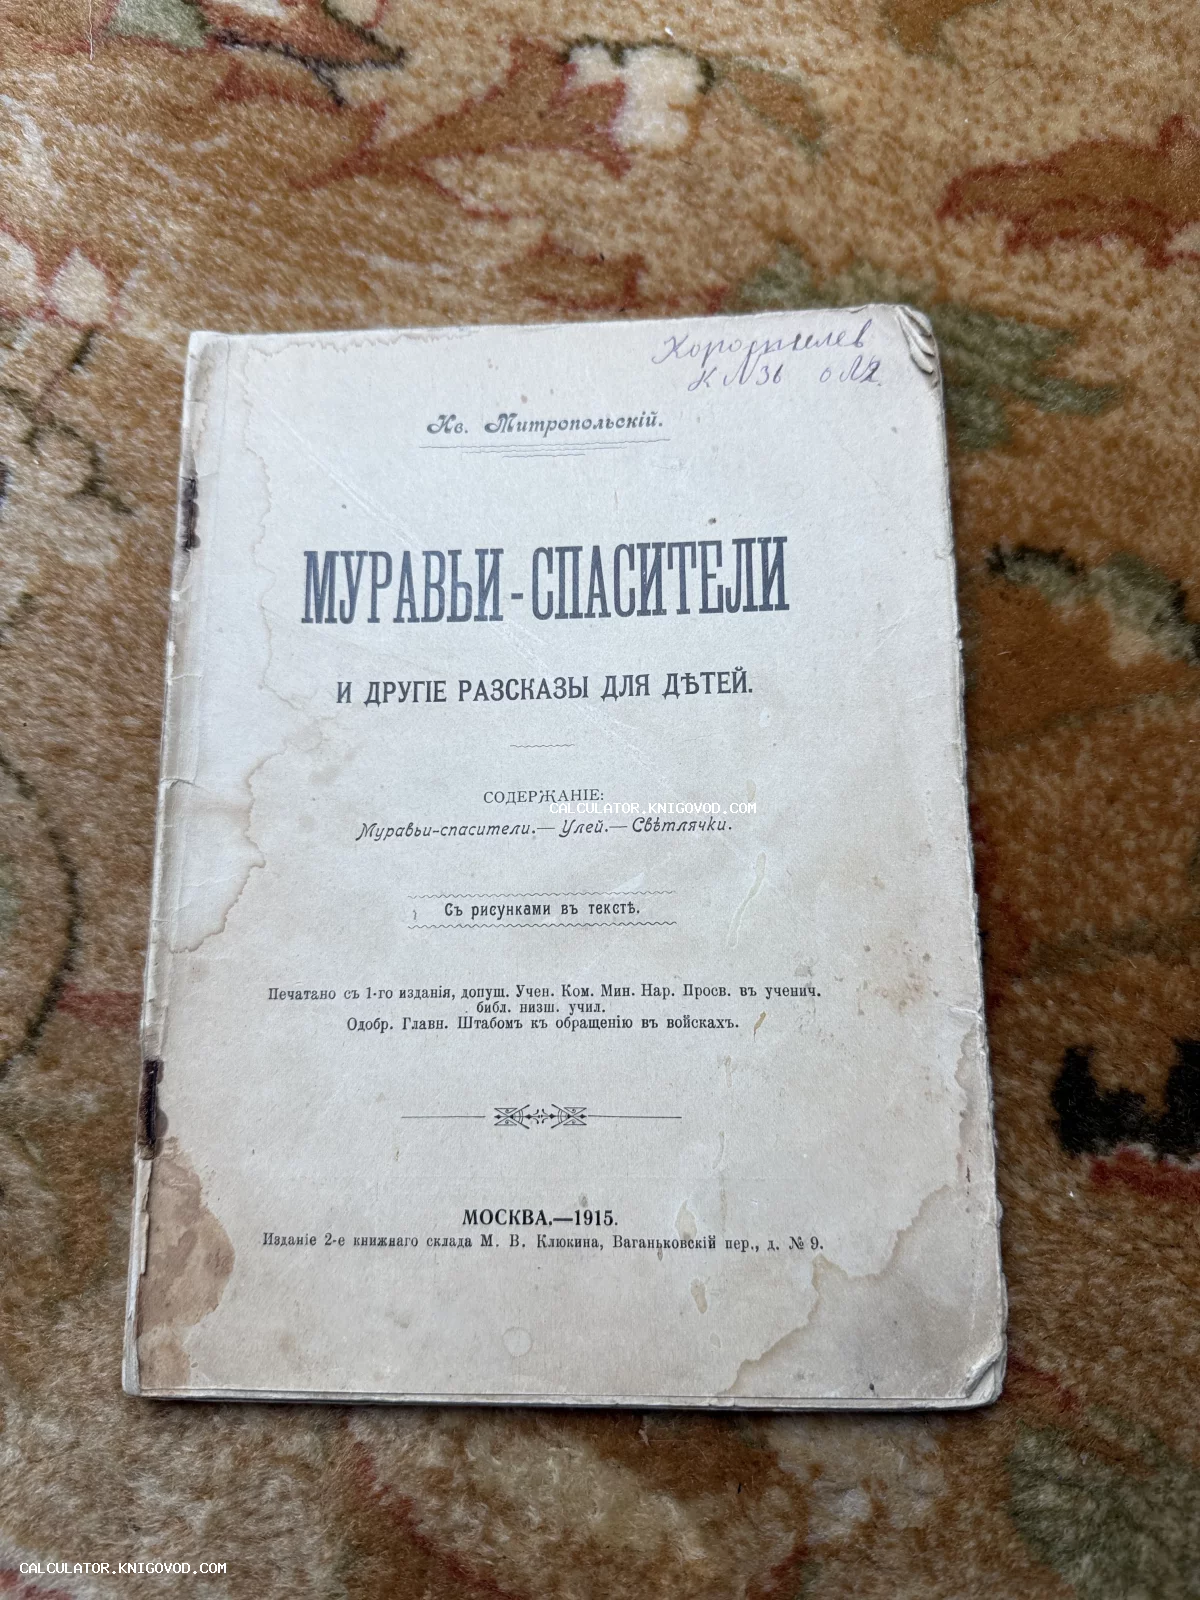 К N 36 о N2.
Ив. Митропольскій.
МУРАВЬИ-СПАСИТЕЛИ
И ДРУГІЕ РАЗСКАЗЫ ДЛЯ ДѢТЕЙ.
СОДЕРЖАНІЕ:
CALCULATOR.KNIGOVOD.COM
Муравьи-спасители.— Улей.— Свѣтлячки.
Съ рисунками въ текстѣ.
Печатано съ 1-го изданія, допущ. Учен. Ком. Мин. Нар. Просв. въ ученич.
библ. низш. учил.
Одобр. Главн. Штабомъ къ обращенію въ войскахъ.
МОСКВА.—1915.
Изданіе 2-е книжнаго склада М. В. Клюкина, Ваганьковскій пер., д. № 9.
CALCULATOR.KNIGOVOD.COM